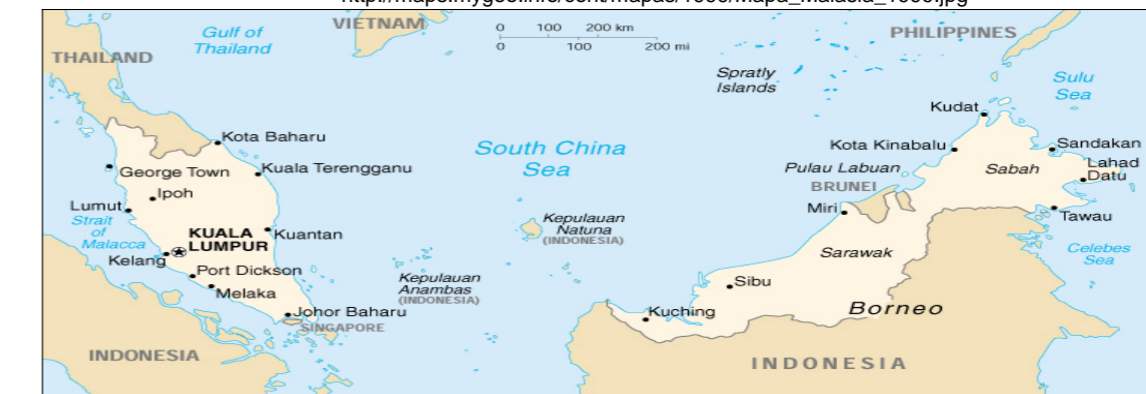 VIETNAM
PHILIPPINES
Gulf of
Thailand
0 100 200 km
0 100 200 mi
THAILAND
Spratly
Islands
Sulu
Sea
Kudat
Kota Baharu
South China
Sea
Kota Kinabalu
Sandakan
George Town
Kuala Terengganu
Pulau Labuan
Sabah
Lahad
Datu
BRUNEI
Ipoh
Lumut
Strait
of
Malacca
Miri
Tawau
KUALA
LUMPUR
Kuantan
Kepulauan
Natuna
(INDONESIA)
Celebes
Sea
Kelang
Sarawak
Port Dickson
Kepulauan
Anambas
(INDONESIA)
Sibu
Melaka
Borneo
Johor Baharu
Kuching
SINGAPORE
INDONESIA
INDONESIA